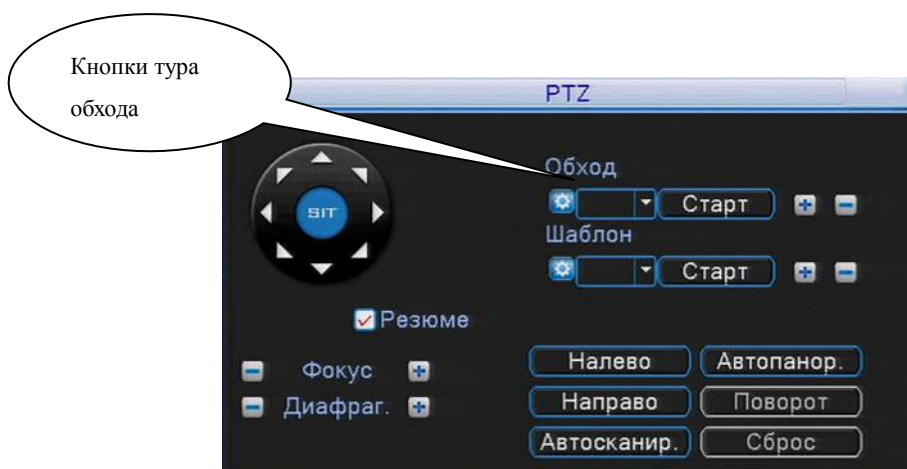 Кнопки тура
обхода
PTZ
Обход
Старт
Шаблон
Старт
SIT
Резюме
Фокус
Диафраг.
Налево
Автопанор.
Направо
Поворот
Автосканир.
Сброс